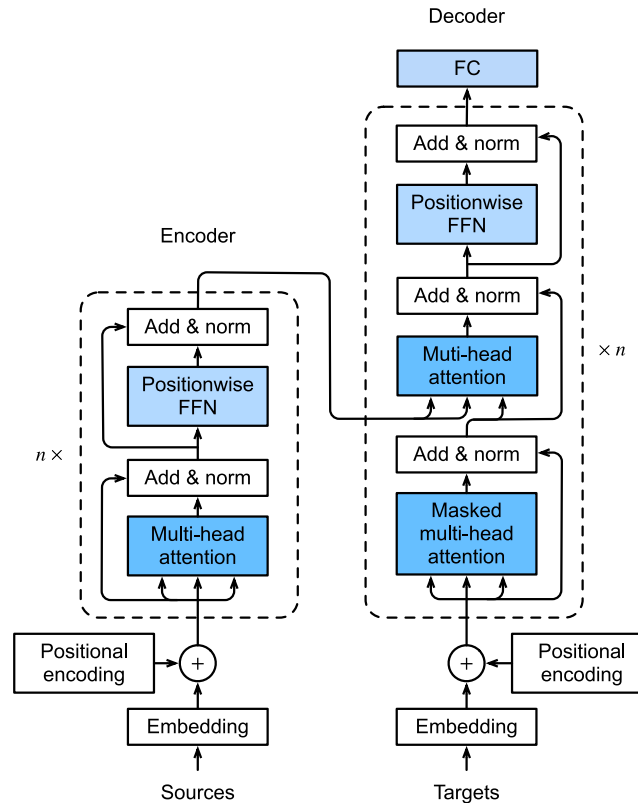 Decoder
FC
Add & norm
Positionwise
FFN
Add & norm
Muti-head
attention
× n
Add & norm
Masked
multi-head
attention
Positional
encoding
+
Embedding
Targets
Encoder
Add & norm
Positionwise
FFN
n ×
Add & norm
Multi-head
attention
Positional
encoding
+
Embedding
Sources